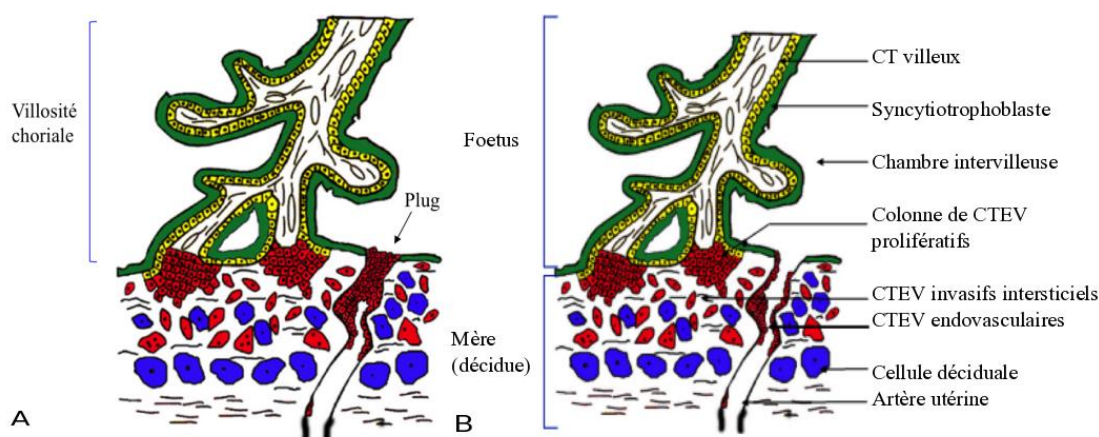 Villosité
choriale
Foetus
Plug
Mère
(décidue)
A
B
CT villeux
Syncytiotrophoblaste
Chambre intervilleuse
Colonne de CTEV
prolifératifs
CTEV invasifs intersticiels
CTEV endovasculaires
Cellule déciduale
Artère utérine